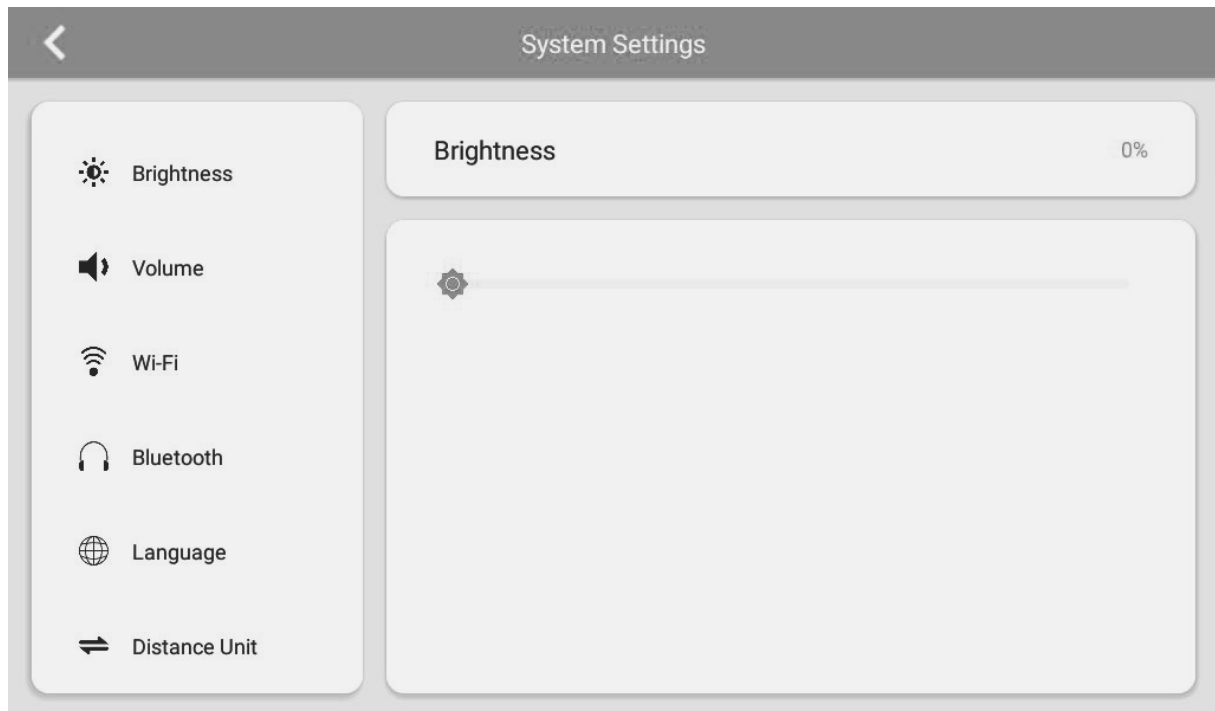 System Settings
Brightness
Volume
Wi-Fi
Bluetooth
Language
Distance Unit
Brightness
0%